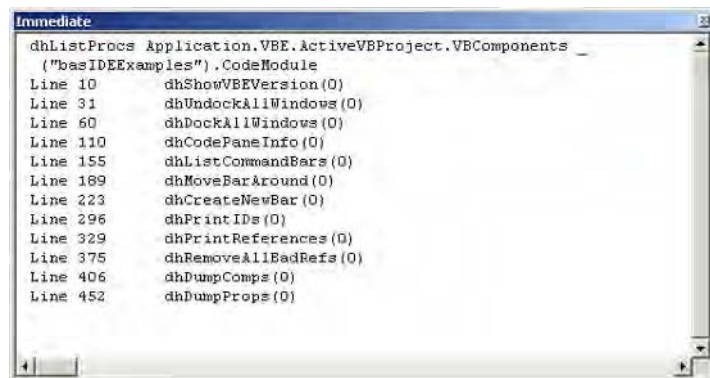 Immediate
dhListProcs Application.VBE.ActiveVBProject.VBComponents _
("basIDEExamples").CodeModule
Line 10 dhShowVBEVersion(0)
Line 31 dhUndockAllWindows(0)
Line 60 dhDockAllWindows(0)
Line 110 dhCodePaneInfo(0)
Line 155 dhListCommandBars(0)
Line 189 dhMoveBarAround(0)
Line 223 dhCreateNewBar(0)
Line 296 dhPrintIDs(0)
Line 329 dhPrintReferences(0)
Line 375 dhRemoveAllBadRefs(0)
Line 406 dhDumpComps(0)
Line 452 dhDumpProps(0)